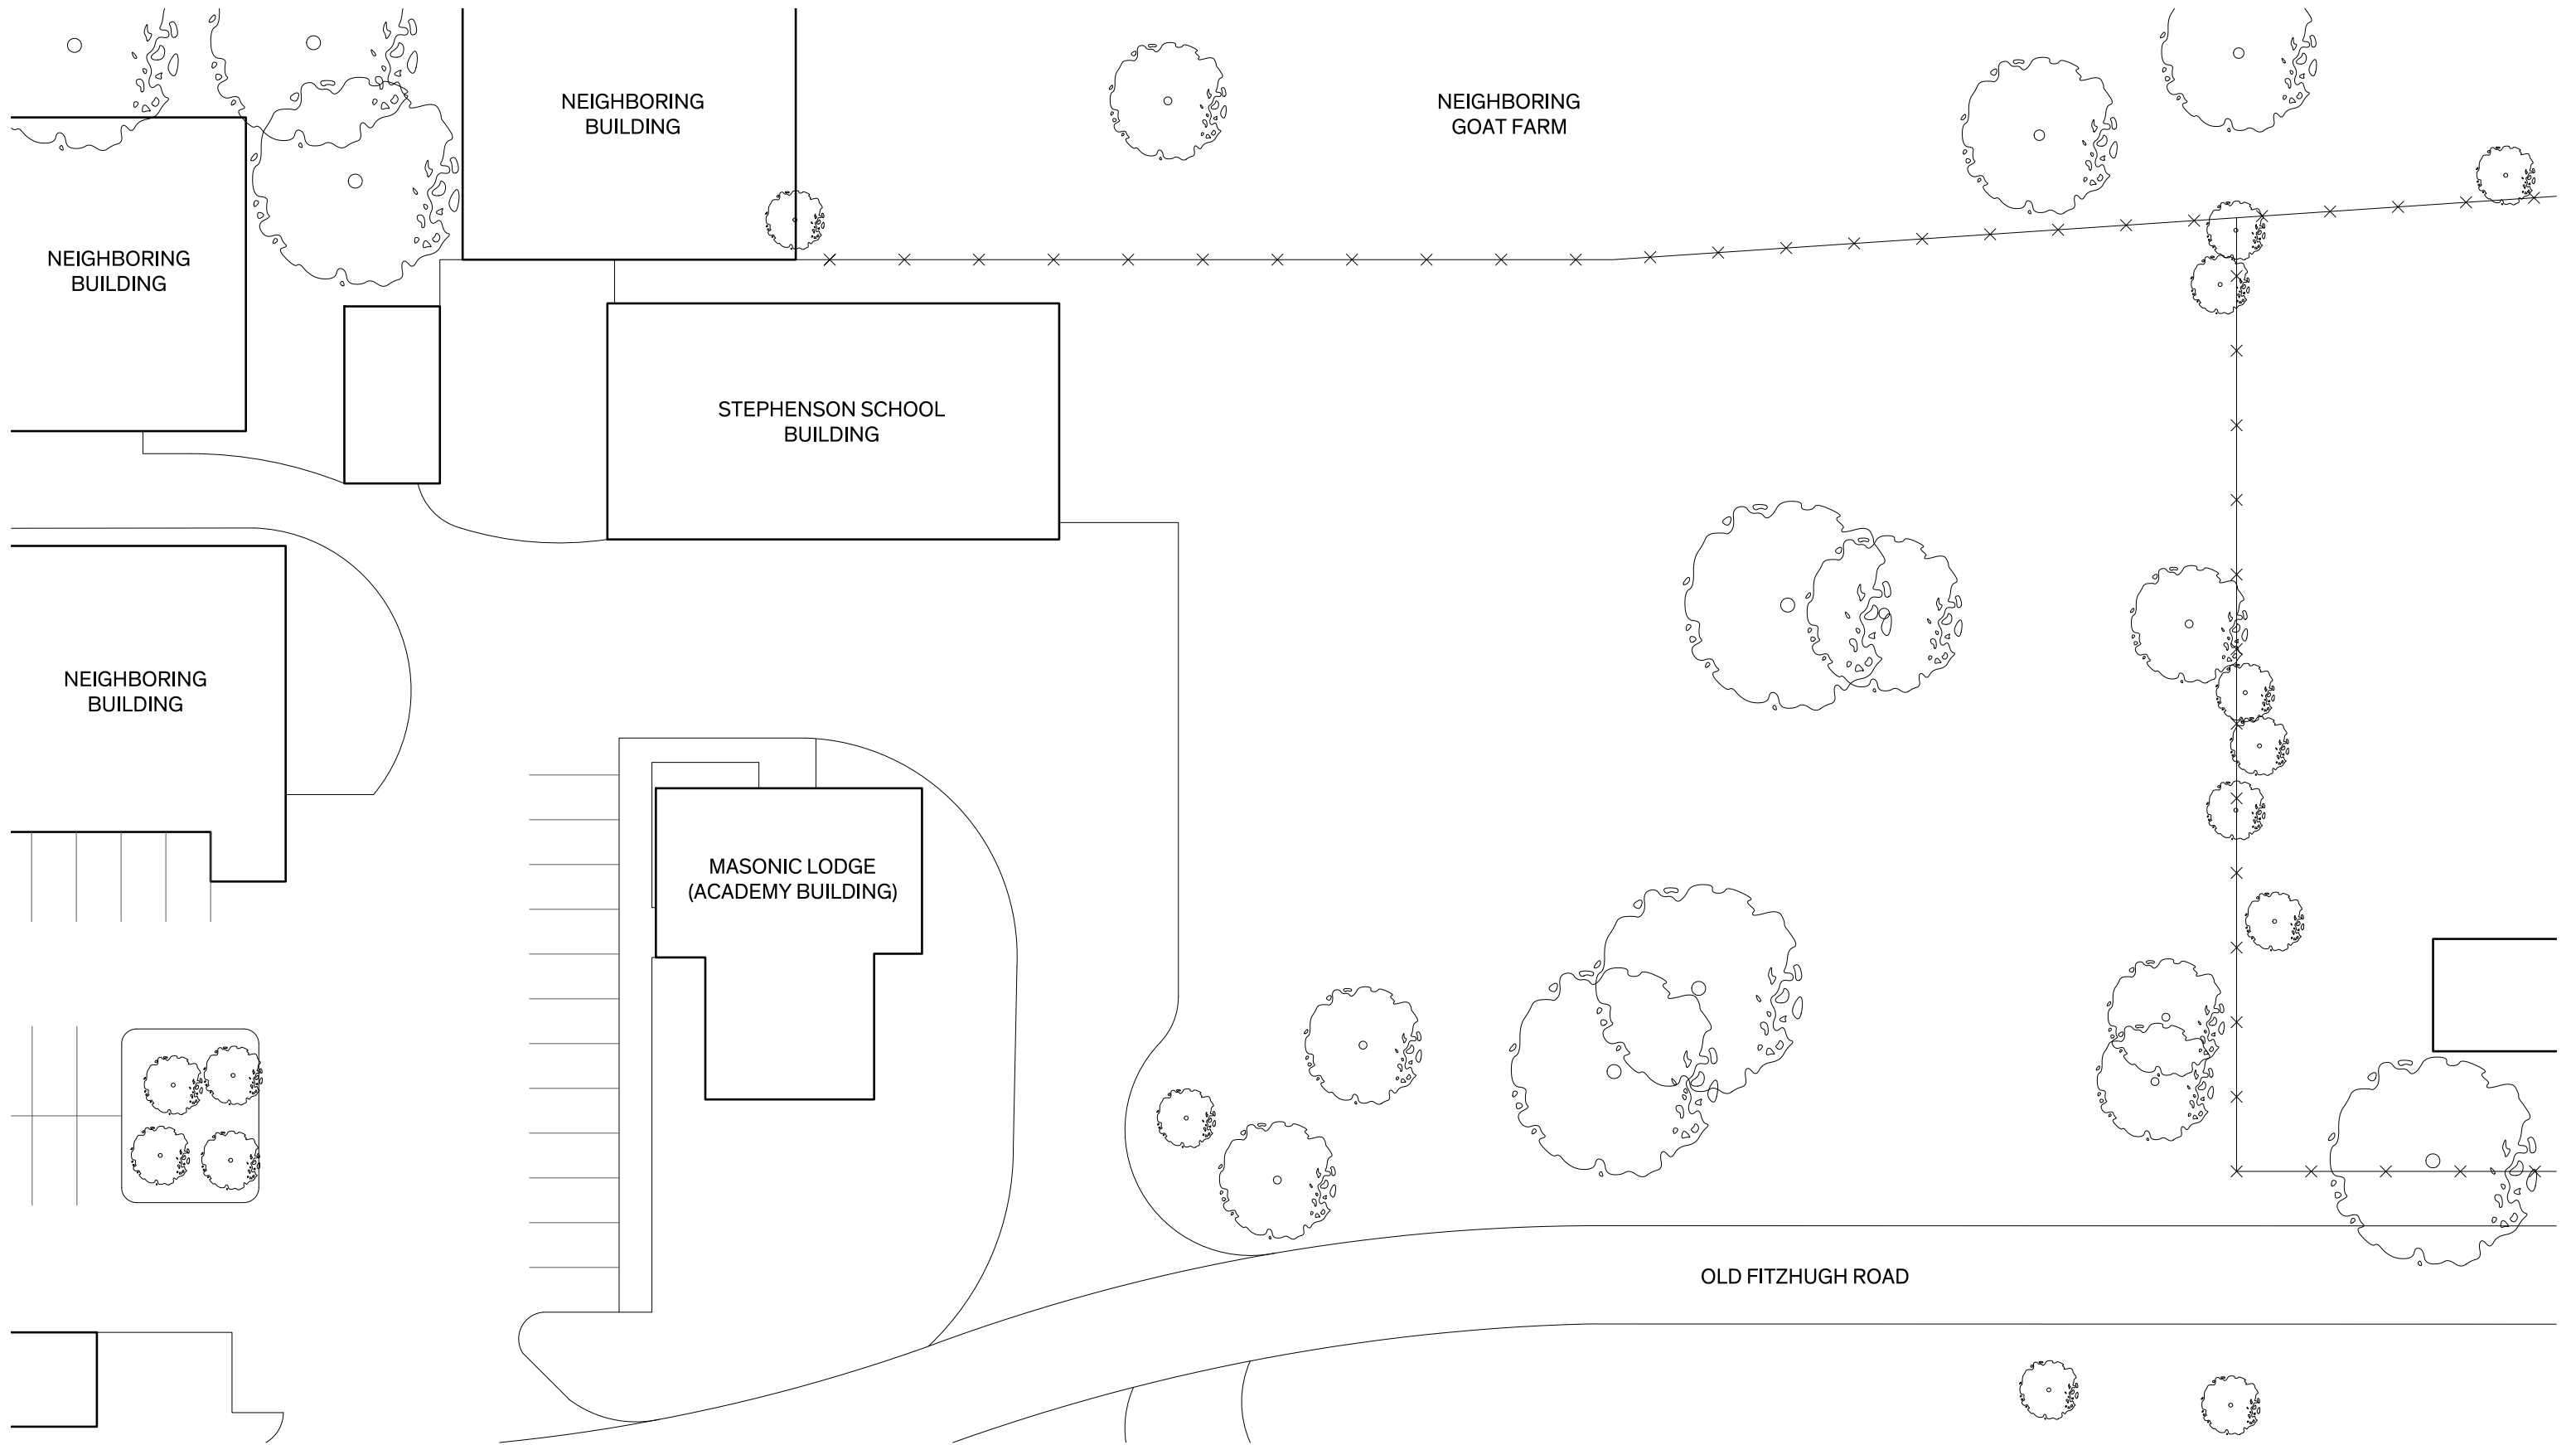 NEIGHBORING
BUILDING
NEIGHBORING
GOAT FARM
NEIGHBORING
BUILDING
STEPHENSON SCHOOL
BUILDING
NEIGHBORING
BUILDING
MASONIC LODGE
(ACADEMY BUILDING)
OLD FITZHUGH ROAD